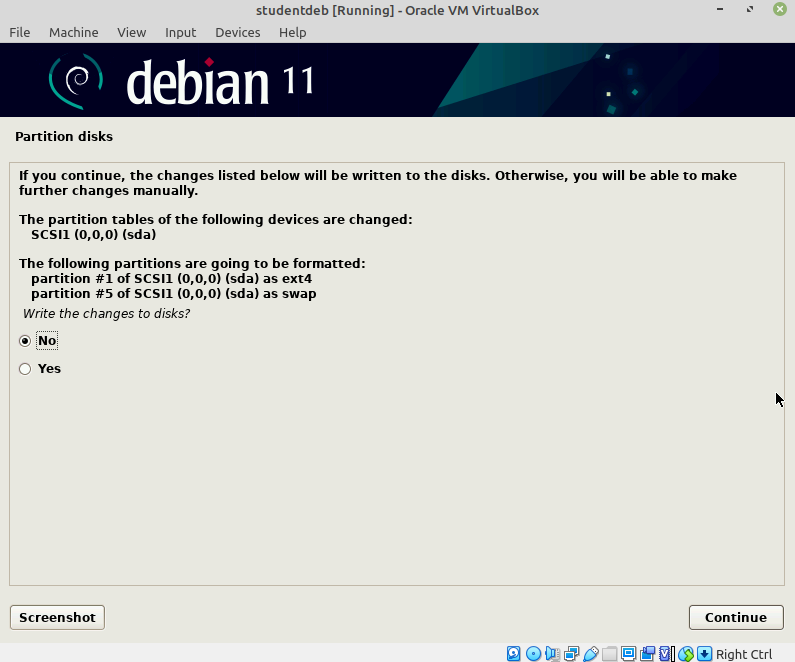 studentdeb [Running] - Oracle VM VirtualBox
File Machine View Input Devices Help
debian 11
Partition disks
If you continue, the changes listed below will be written to the disks. Otherwise, you will be able to make
further changes manually.
The partition tables of the following devices are changed:
SCSI1 (0,0,0) (sda)
The following partitions are going to be formatted:
partition #1 of SCSI1 (0,0,0) (sda) as ext4
partition #5 of SCSI1 (0,0,0) (sda) as swap
Write the changes to disks?
No
Yes
Screenshot Continue
Right Ctrl